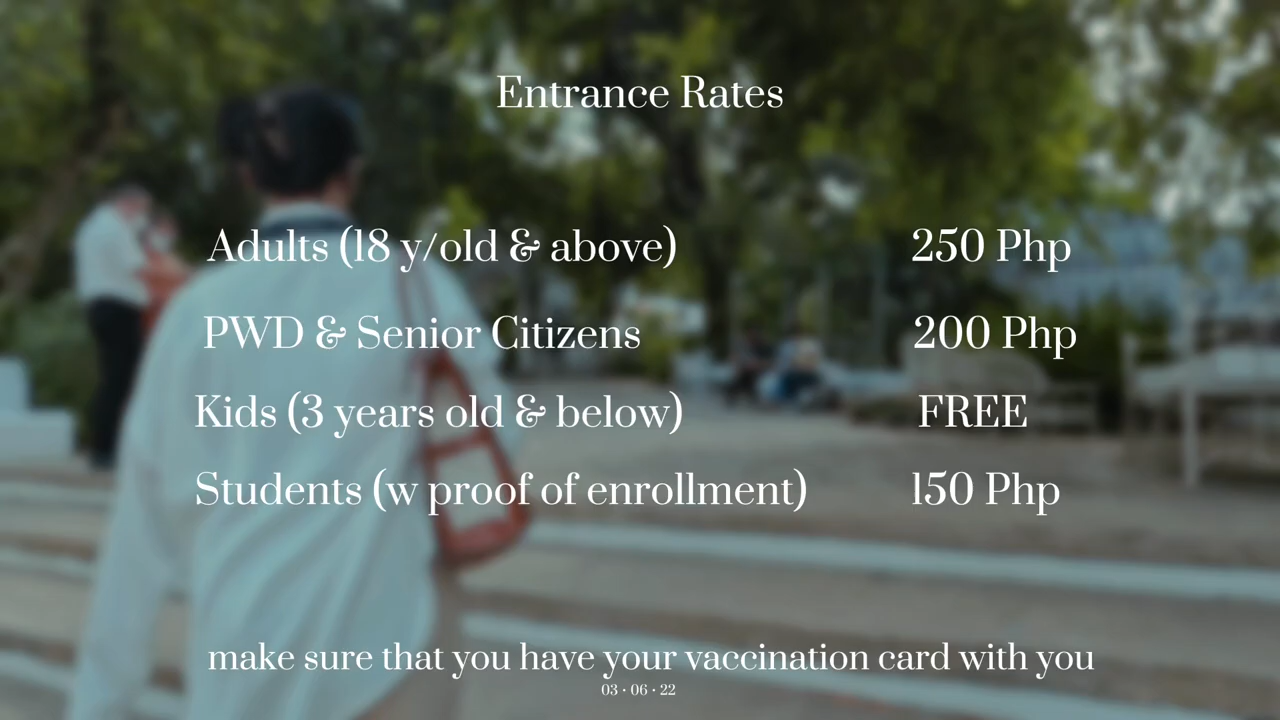 Entrance Rates
Adults (18 y/old & above) 250 Php
PWD & Senior Citizens 200 Php
Kids (3 years old & below) FREE
Students (w proof of enrollment) 150 Php
make sure that you have your vaccination card with you
03 · 06 · 22